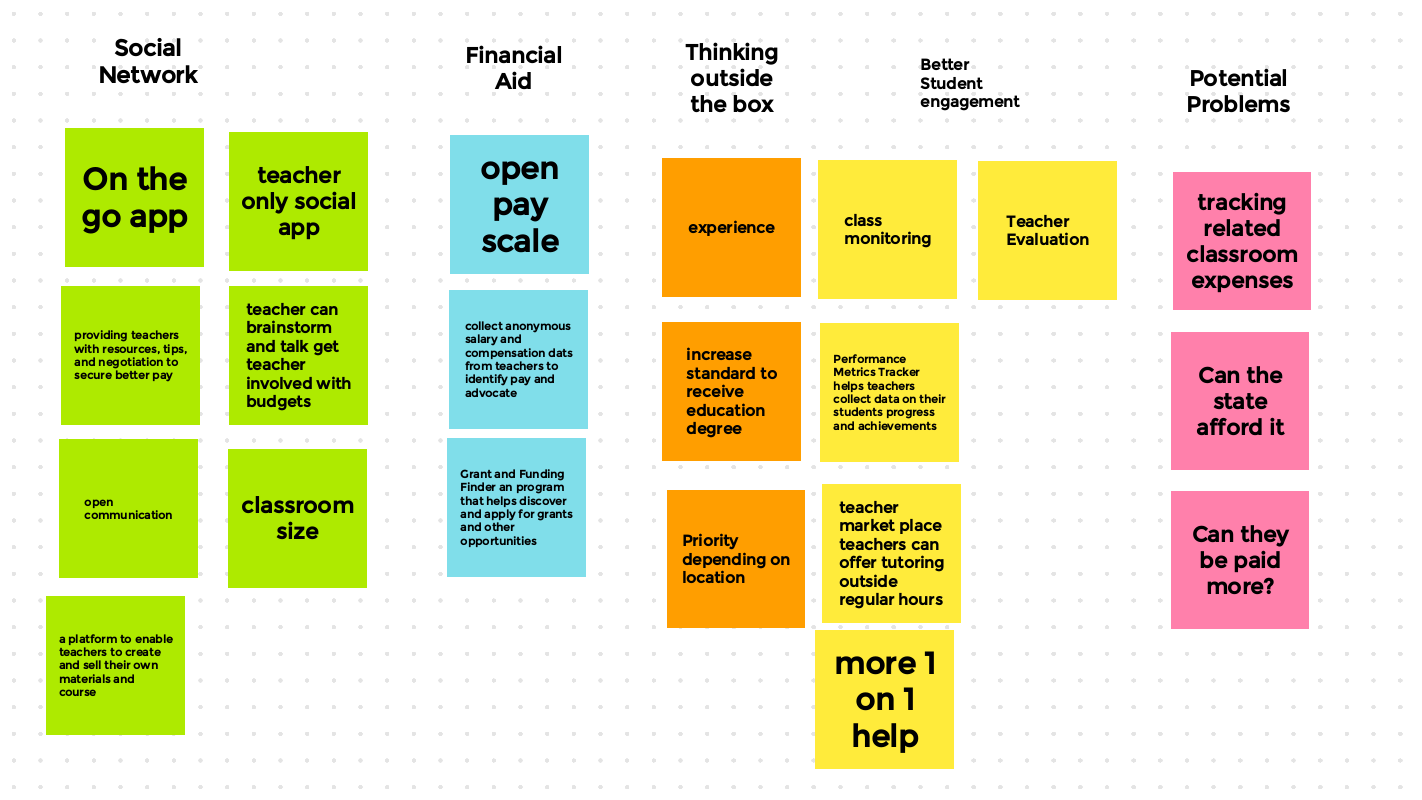 Social
Network
Financial
Aid
Thinking
outside
the box
Better
Student
engagement
Potential
Problems
On the
go app
teacher
only social
app
providing teachers
with resources, tips,
and negotiation to
secure better pay
teacher can
brainstorm
and talk get
teacher
involved with
budgets
open
communication
classroom
size
a platform to enable
teachers to create
and sell their own
materials and
course
open
pay
scale
collect anonymous
salary and
compensation dats
from teachers to
identify pay and
advocate
Grant and Funding
Finder an program
that helps discover
and apply for grants
and other
opportunities
experience
increase
standard to
receive
education
degree
Priority
depending on
location
class
monitoring
Teacher
Evaluation
Performance
Metrics Tracker
helps teachers
collect data on their
students progress
and achievements
teacher
market place
teachers can
offer tutoring
outside
regular hours
more 1
on 1
help
tracking
related
classroom
expenses
Can the
state
afford it
Can they
be paid
more?